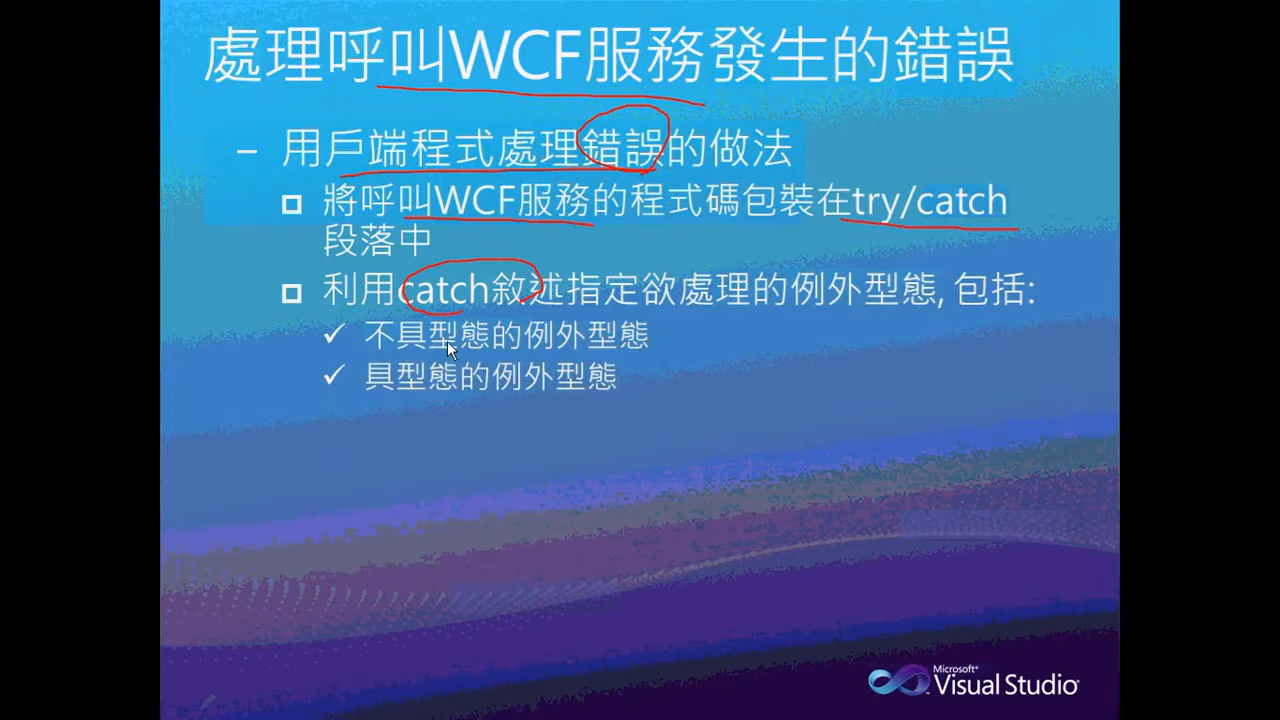 處理呼叫WCF服務發生的錯誤
– 用戶端程式處理錯誤的做法
將呼叫WCF服務的程式碼包裝在try/catch
段落中
利用catch敘述指定欲處理的例外型態, 包括:
✓ 不具型態的例外型態
✓ 具型態的例外型態
Microsoft®
Visual Studio®